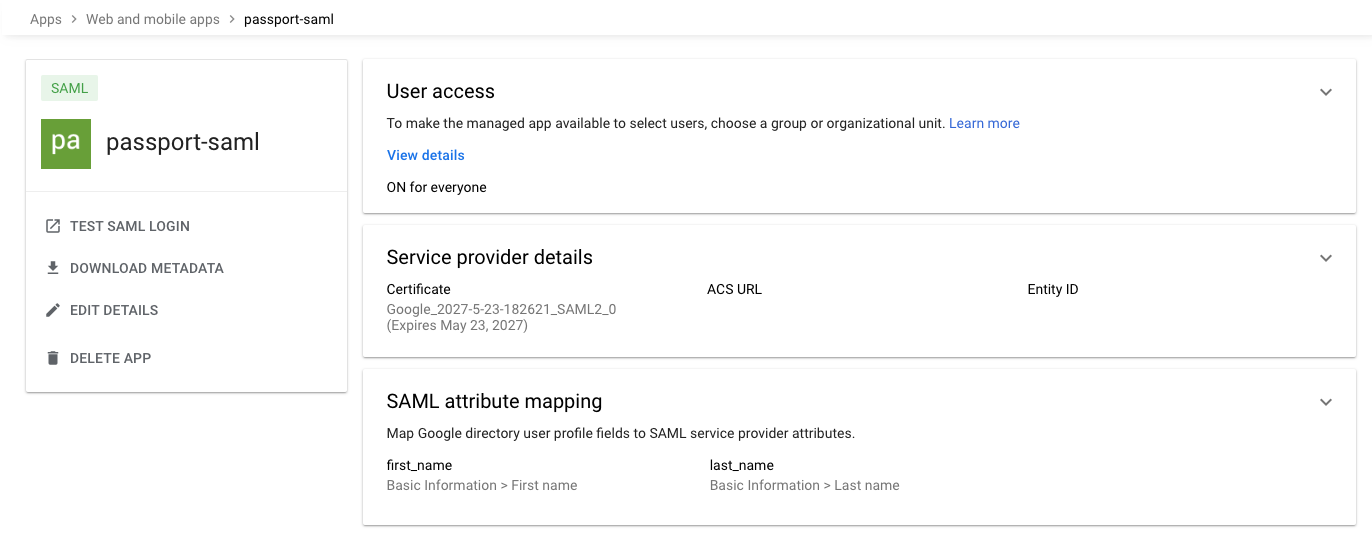 Apps > Web and mobile apps > passport-saml
SAML
pa passport-saml
TEST SAML LOGIN
DOWNLOAD METADATA
EDIT DETAILS
DELETE APP
User access
To make the managed app available to select users, choose a group or organizational unit. Learn more
View details
ON for everyone
Service provider details
Certificate ACS URL Entity ID
Google_2027-5-23-182621_SAML2_0
(Expires May 23, 2027)
SAML attribute mapping
Map Google directory user profile fields to SAML service provider attributes.
first_name last_name
Basic Information > First name Basic Information > Last name